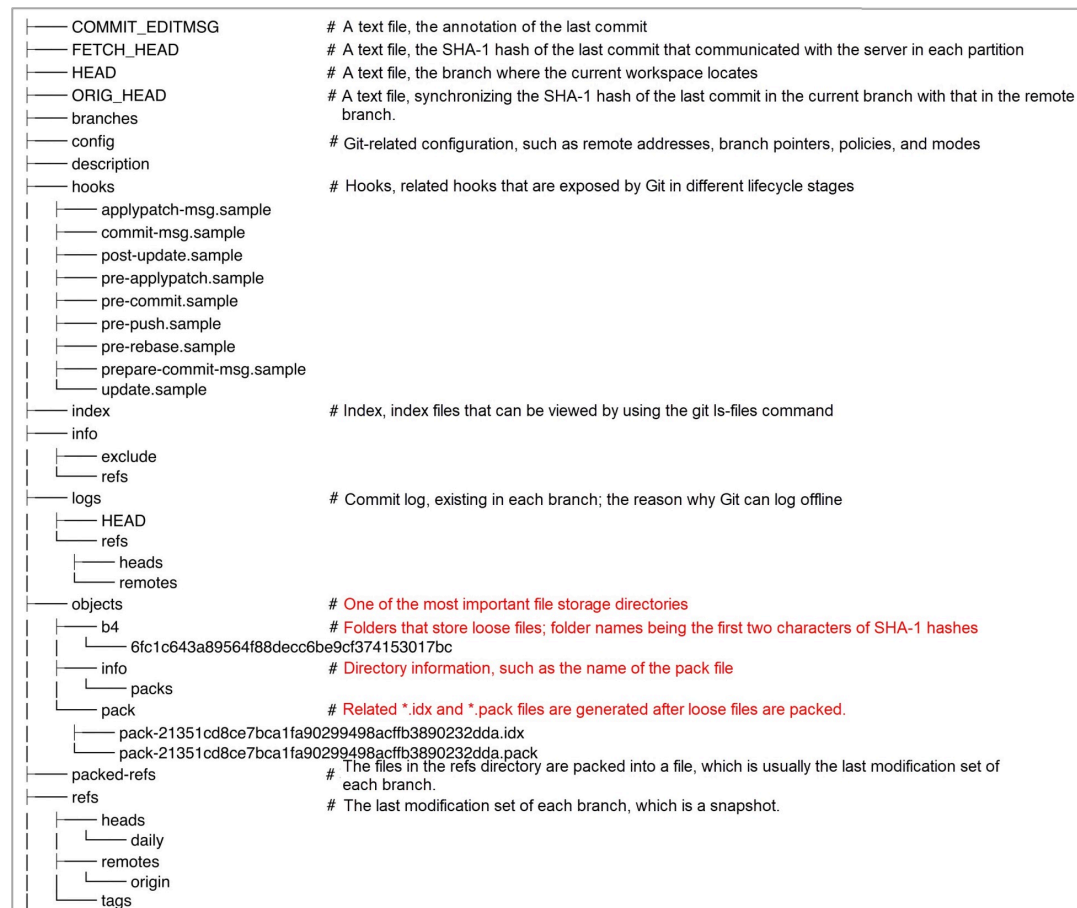 ├── COMMIT_EDITMSG # A text file, the annotation of the last commit
├── FETCH_HEAD # A text file, the SHA-1 hash of the last commit that communicated with the server in each partition
├── HEAD # A text file, the branch where the current workspace locates
├── ORIG_HEAD # A text file, synchronizing the SHA-1 hash of the last commit in the current branch with that in the remote
branch.
├── branches
├── config # Git-related configuration, such as remote addresses, branch pointers, policies, and modes
├── description
├── hooks # Hooks, related hooks that are exposed by Git in different lifecycle stages
│ ├── applypatch-msg.sample
│ ├── commit-msg.sample
│ ├── post-update.sample
│ ├── pre-applypatch.sample
│ ├── pre-commit.sample
│ ├── pre-push.sample
│ ├── pre-rebase.sample
│ ├── prepare-commit-msg.sample
│ └── update.sample
├── index # Index, index files that can be viewed by using the git ls-files command
├── info
│ ├── exclude
│ └── refs
├── logs # Commit log, existing in each branch; the reason why Git can log offline
│ ├── HEAD
│ └── refs
│ ├── heads
│ └── remotes
├── objects # One of the most important file storage directories
│ ├── b4 # Folders that store loose files; folder names being the first two characters of SHA-1 hashes
│ │ └── 6fc1c643a89564f88decc6be9cf374153017bc
│ ├── info # Directory information, such as the name of the pack file
│ │ └── packs
│ └── pack # Related *.idx and *.pack files are generated after loose files are packed.
│ ├── pack-21351cd8ce7bca1fa90299498acffb3890232dda.idx
│ └── pack-21351cd8ce7bca1fa90299498acffb3890232dda.pack
├── packed-refs # The files in the refs directory are packed into a file, which is usually the last modification set of
each branch.
├── refs # The last modification set of each branch, which is a snapshot.
│ ├── heads
│ │ └── daily
│ ├── remotes
│ │ └── origin
│ └── tags